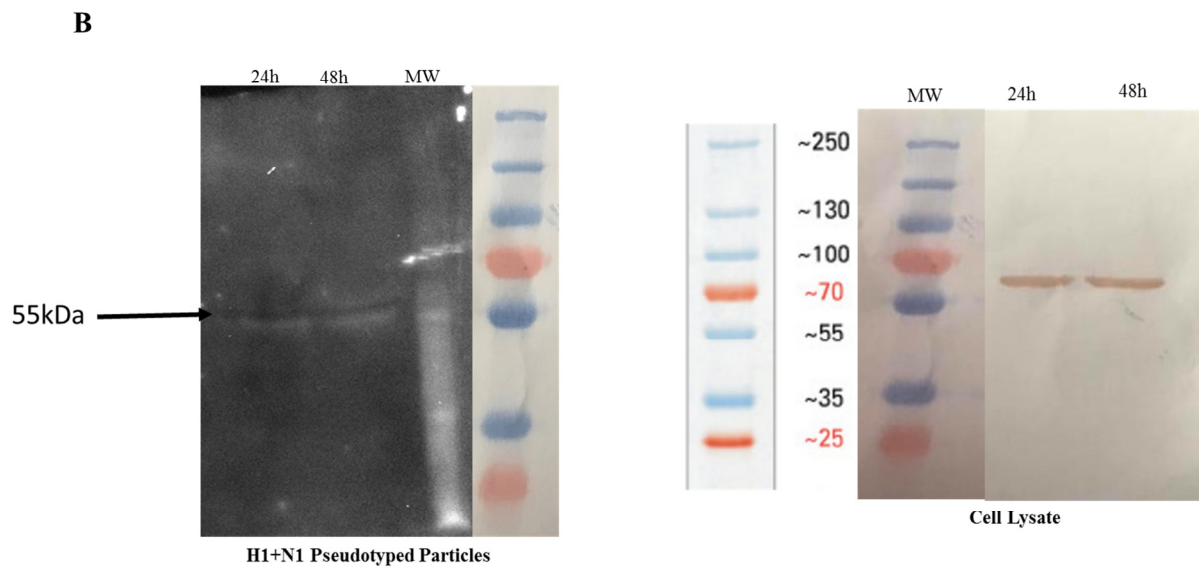 B
24h 48h MW
55kDa
H1+N1 Pseudotyped Particles
MW 24h 48h
~250
~130
~100
~70
~55
~35
~25
Cell Lysate